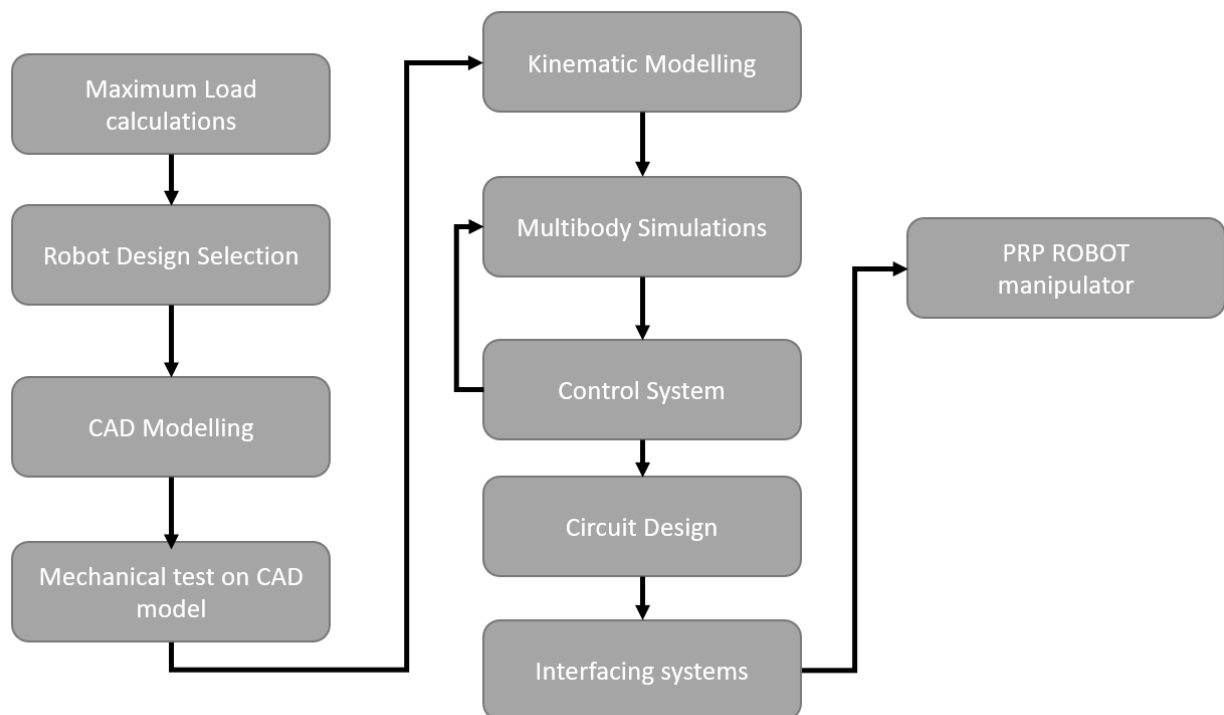 Maximum Load
calculations
Robot Design Selection
CAD Modelling
Mechanical test on CAD
model
Kinematic Modelling
Multibody Simulations
Control System
Circuit Design
Interfacing systems
PRP ROBOT
manipulator